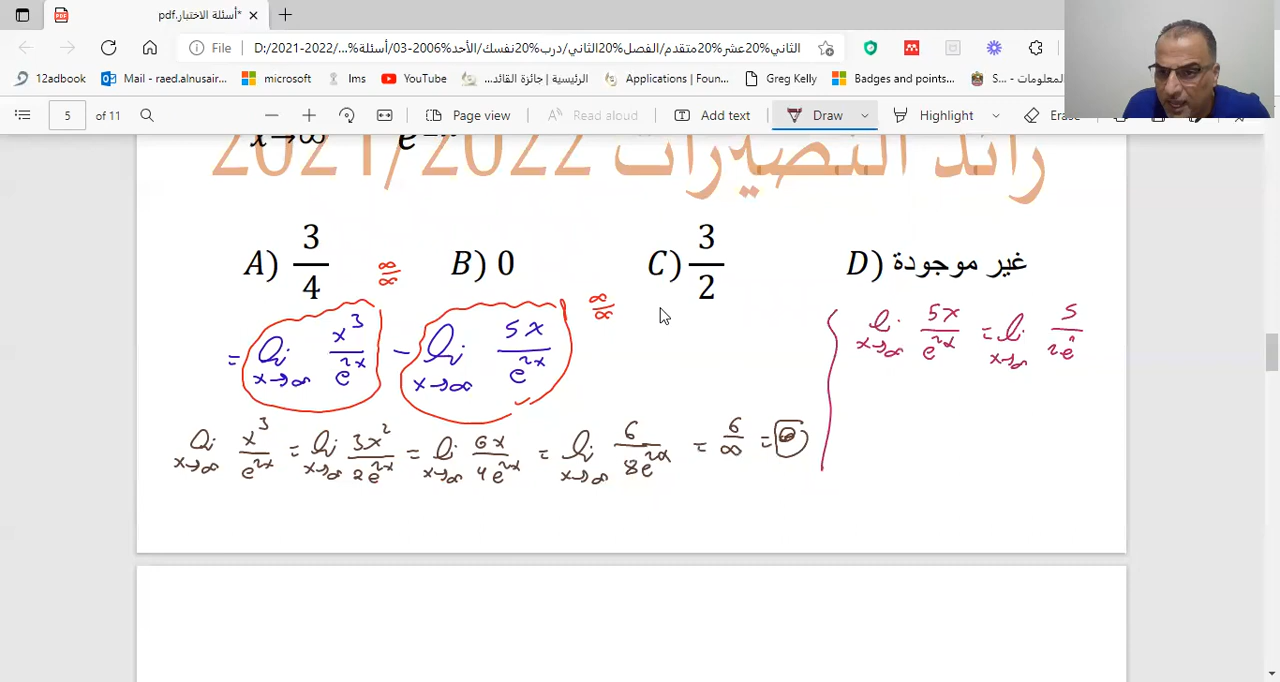 أسئلة الاختبار.pdf*
File D:/2021-2022/الثاني%20عشر%20متقدم/الفصل%20الثاني/درب%20نفسك/الأحد%2006-03/أسئلة%...
12adbook Mail - raed.alnusair... microsoft lms YouTube الرئيسية | جائزة القائد... Applications | Foun... Greg Kelly Badges and points... المعلومات - ...S
5 of 11 Page view Read aloud Add text Draw Highlight Erase
x→∞ e
رائد النصيرات 2021/2022
A) 3/4 B) 0 C) 3/2 D) غير موجودة
∞/∞ ∞/∞
= lim x→∞ x³/e^2x − lim x→∞ 5x/e^2x
lim x→∞ 5x/e^2x = lim x→∞ 5/2e^
lim x→∞ x³/e^2x = lim x→∞ 3x²/2e^2x = lim x→∞ 6x/4e^2x = lim x→∞ 6/8e^2x = 6/∞ = 0